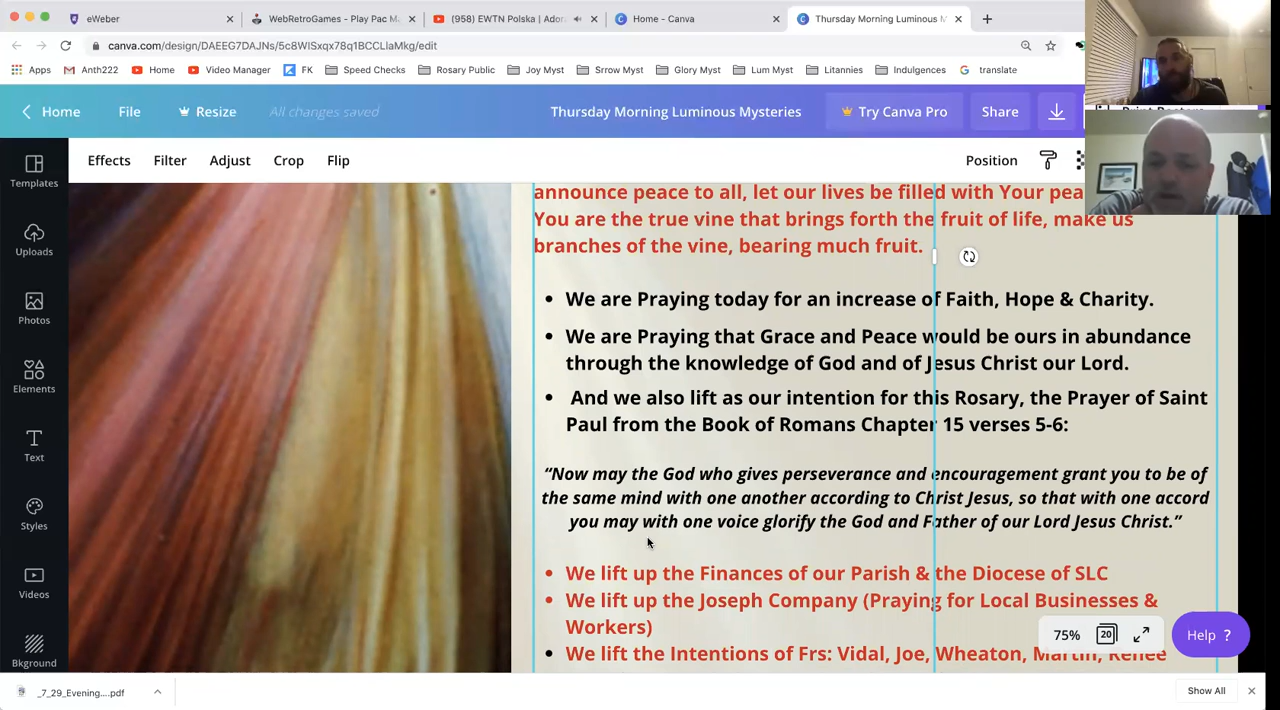 eWeber
WebRetroGames - Play Pac M
(958) EWTN Polska | Ador
Home - Canva
Thursday Morning Luminous M
canva.com/design/DAEEG7DAJNs/5c8WlSxqx78q1BCCLlaMkg/edit
Apps Anth222 Home Video Manager FK Speed Checks Rosary Public Joy Myst Srrow Myst Glory Myst Lum Myst Litannies Indulgences translate
Home File Resize All changes saved Thursday Morning Luminous Mysteries Try Canva Pro Share
Effects Filter Adjust Crop Flip Position
Templates
Uploads
Photos
Elements
Text
Styles
Videos
Bkground
announce peace to all, let our lives be filled with Your pea
You are the true vine that brings forth the fruit of life, make us
branches of the vine, bearing much fruit.
• We are Praying today for an increase of Faith, Hope & Charity.
• We are Praying that Grace and Peace would be ours in abundance
through the knowledge of God and of Jesus Christ our Lord.
• And we also lift as our intention for this Rosary, the Prayer of Saint
Paul from the Book of Romans Chapter 15 verses 5-6:
“Now may the God who gives perseverance and encouragement grant you to be of
the same mind with one another according to Christ Jesus, so that with one accord
you may with one voice glorify the God and Father of our Lord Jesus Christ.”
• We lift up the Finances of our Parish & the Diocese of SLC
• We lift up the Joseph Company (Praying for Local Businesses &
Workers)
• We lift the Intentions of Frs: Vidal, Joe, Wheaton, Martin, Renee
75% 20 Help ?
_7_29_Evening....pdf
Show All